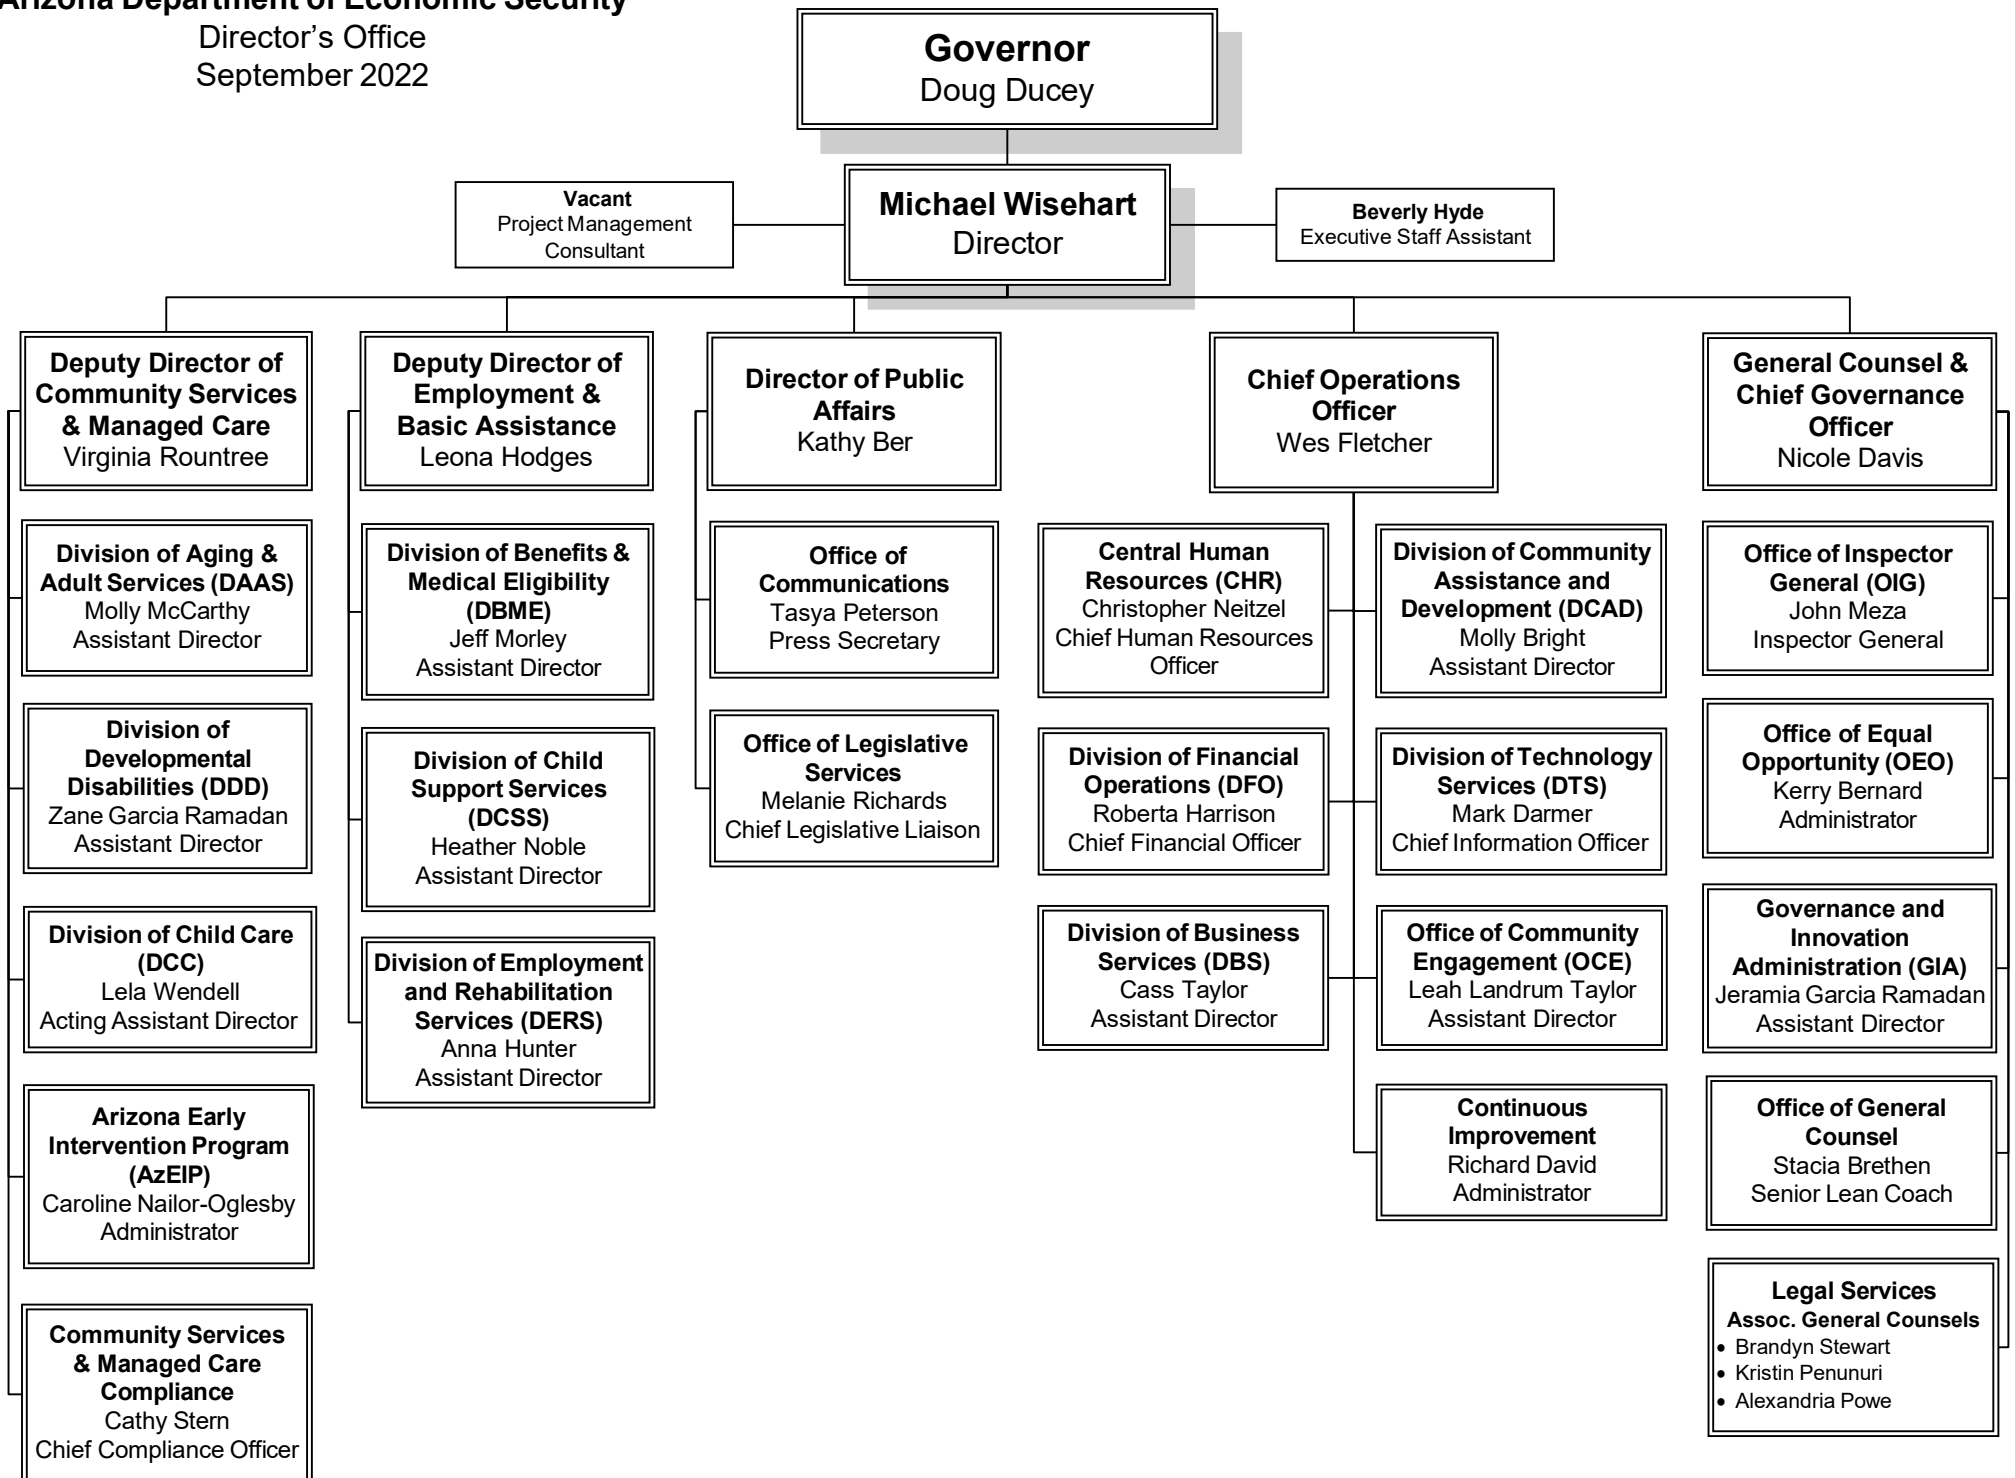 Arizona Department of Economic Security
Director’s Office
September 2022
Governor
Doug Ducey
Vacant
Project Management
Consultant
Michael Wisehart
Director
Beverly Hyde
Executive Staff Assistant
Deputy Director of
Community Services
& Managed Care
Virginia Rountree
Deputy Director of
Employment &
Basic Assistance
Leona Hodges
Director of Public
Affairs
Kathy Ber
Chief Operations
Officer
Wes Fletcher
General Counsel &
Chief Governance
Officer
Nicole Davis
Division of Aging &
Adult Services (DAAS)
Molly McCarthy
Assistant Director
Division of
Developmental
Disabilities (DDD)
Zane Garcia Ramadan
Assistant Director
Division of Child Care
(DCC)
Lela Wendell
Acting Assistant Director
Arizona Early
Intervention Program
(AzEIP)
Caroline Nailor-Oglesby
Administrator
Community Services
& Managed Care
Compliance
Cathy Stern
Chief Compliance Officer
Division of Benefits &
Medical Eligibility
(DBME)
Jeff Morley
Assistant Director
Division of Child
Support Services
(DCSS)
Heather Noble
Assistant Director
Division of Employment
and Rehabilitation
Services (DERS)
Anna Hunter
Assistant Director
Office of
Communications
Tasya Peterson
Press Secretary
Office of Legislative
Services
Melanie Richards
Chief Legislative Liaison
Central Human
Resources (CHR)
Christopher Neitzel
Chief Human Resources
Officer
Division of Financial
Operations (DFO)
Roberta Harrison
Chief Financial Officer
Division of Business
Services (DBS)
Cass Taylor
Assistant Director
Division of Community
Assistance and
Development (DCAD)
Molly Bright
Assistant Director
Division of Technology
Services (DTS)
Mark Darmer
Chief Information Officer
Office of Community
Engagement (OCE)
Leah Landrum Taylor
Assistant Director
Continuous
Improvement
Richard David
Administrator
Office of Inspector
General (OIG)
John Meza
Inspector General
Office of Equal
Opportunity (OEO)
Kerry Bernard
Administrator
Governance and
Innovation
Administration (GIA)
Jeramia Garcia Ramadan
Assistant Director
Office of General
Counsel
Stacia Brethen
Senior Lean Coach
Legal Services
Assoc. General Counsels
• Brandyn Stewart
• Kristin Penunuri
• Alexandria Powe